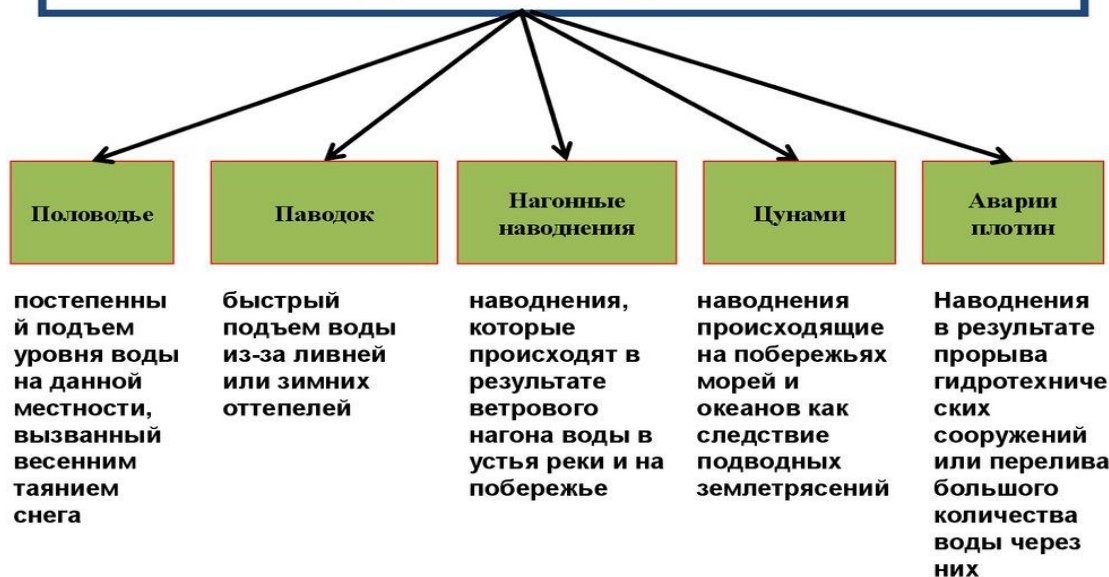 Половодье
постепенны
й подъем
уровня воды
на данной
местности,
вызванный
весенним
таянием
снега
Паводок
быстрый
подъем воды
из-за ливней
или зимних
оттепелей
Нагонные
наводнения
наводнения,
которые
происходят в
результате
ветрового
нагона воды в
устья реки и на
побережье
Цунами
наводнения
происходящие
на побережьях
морей и
океанов как
следствие
подводных
землетрясений
Аварии
плотин
Наводнения
в результате
прорыва
гидротехниче
ских
сооружений
или перелива
большого
количества
воды через
них